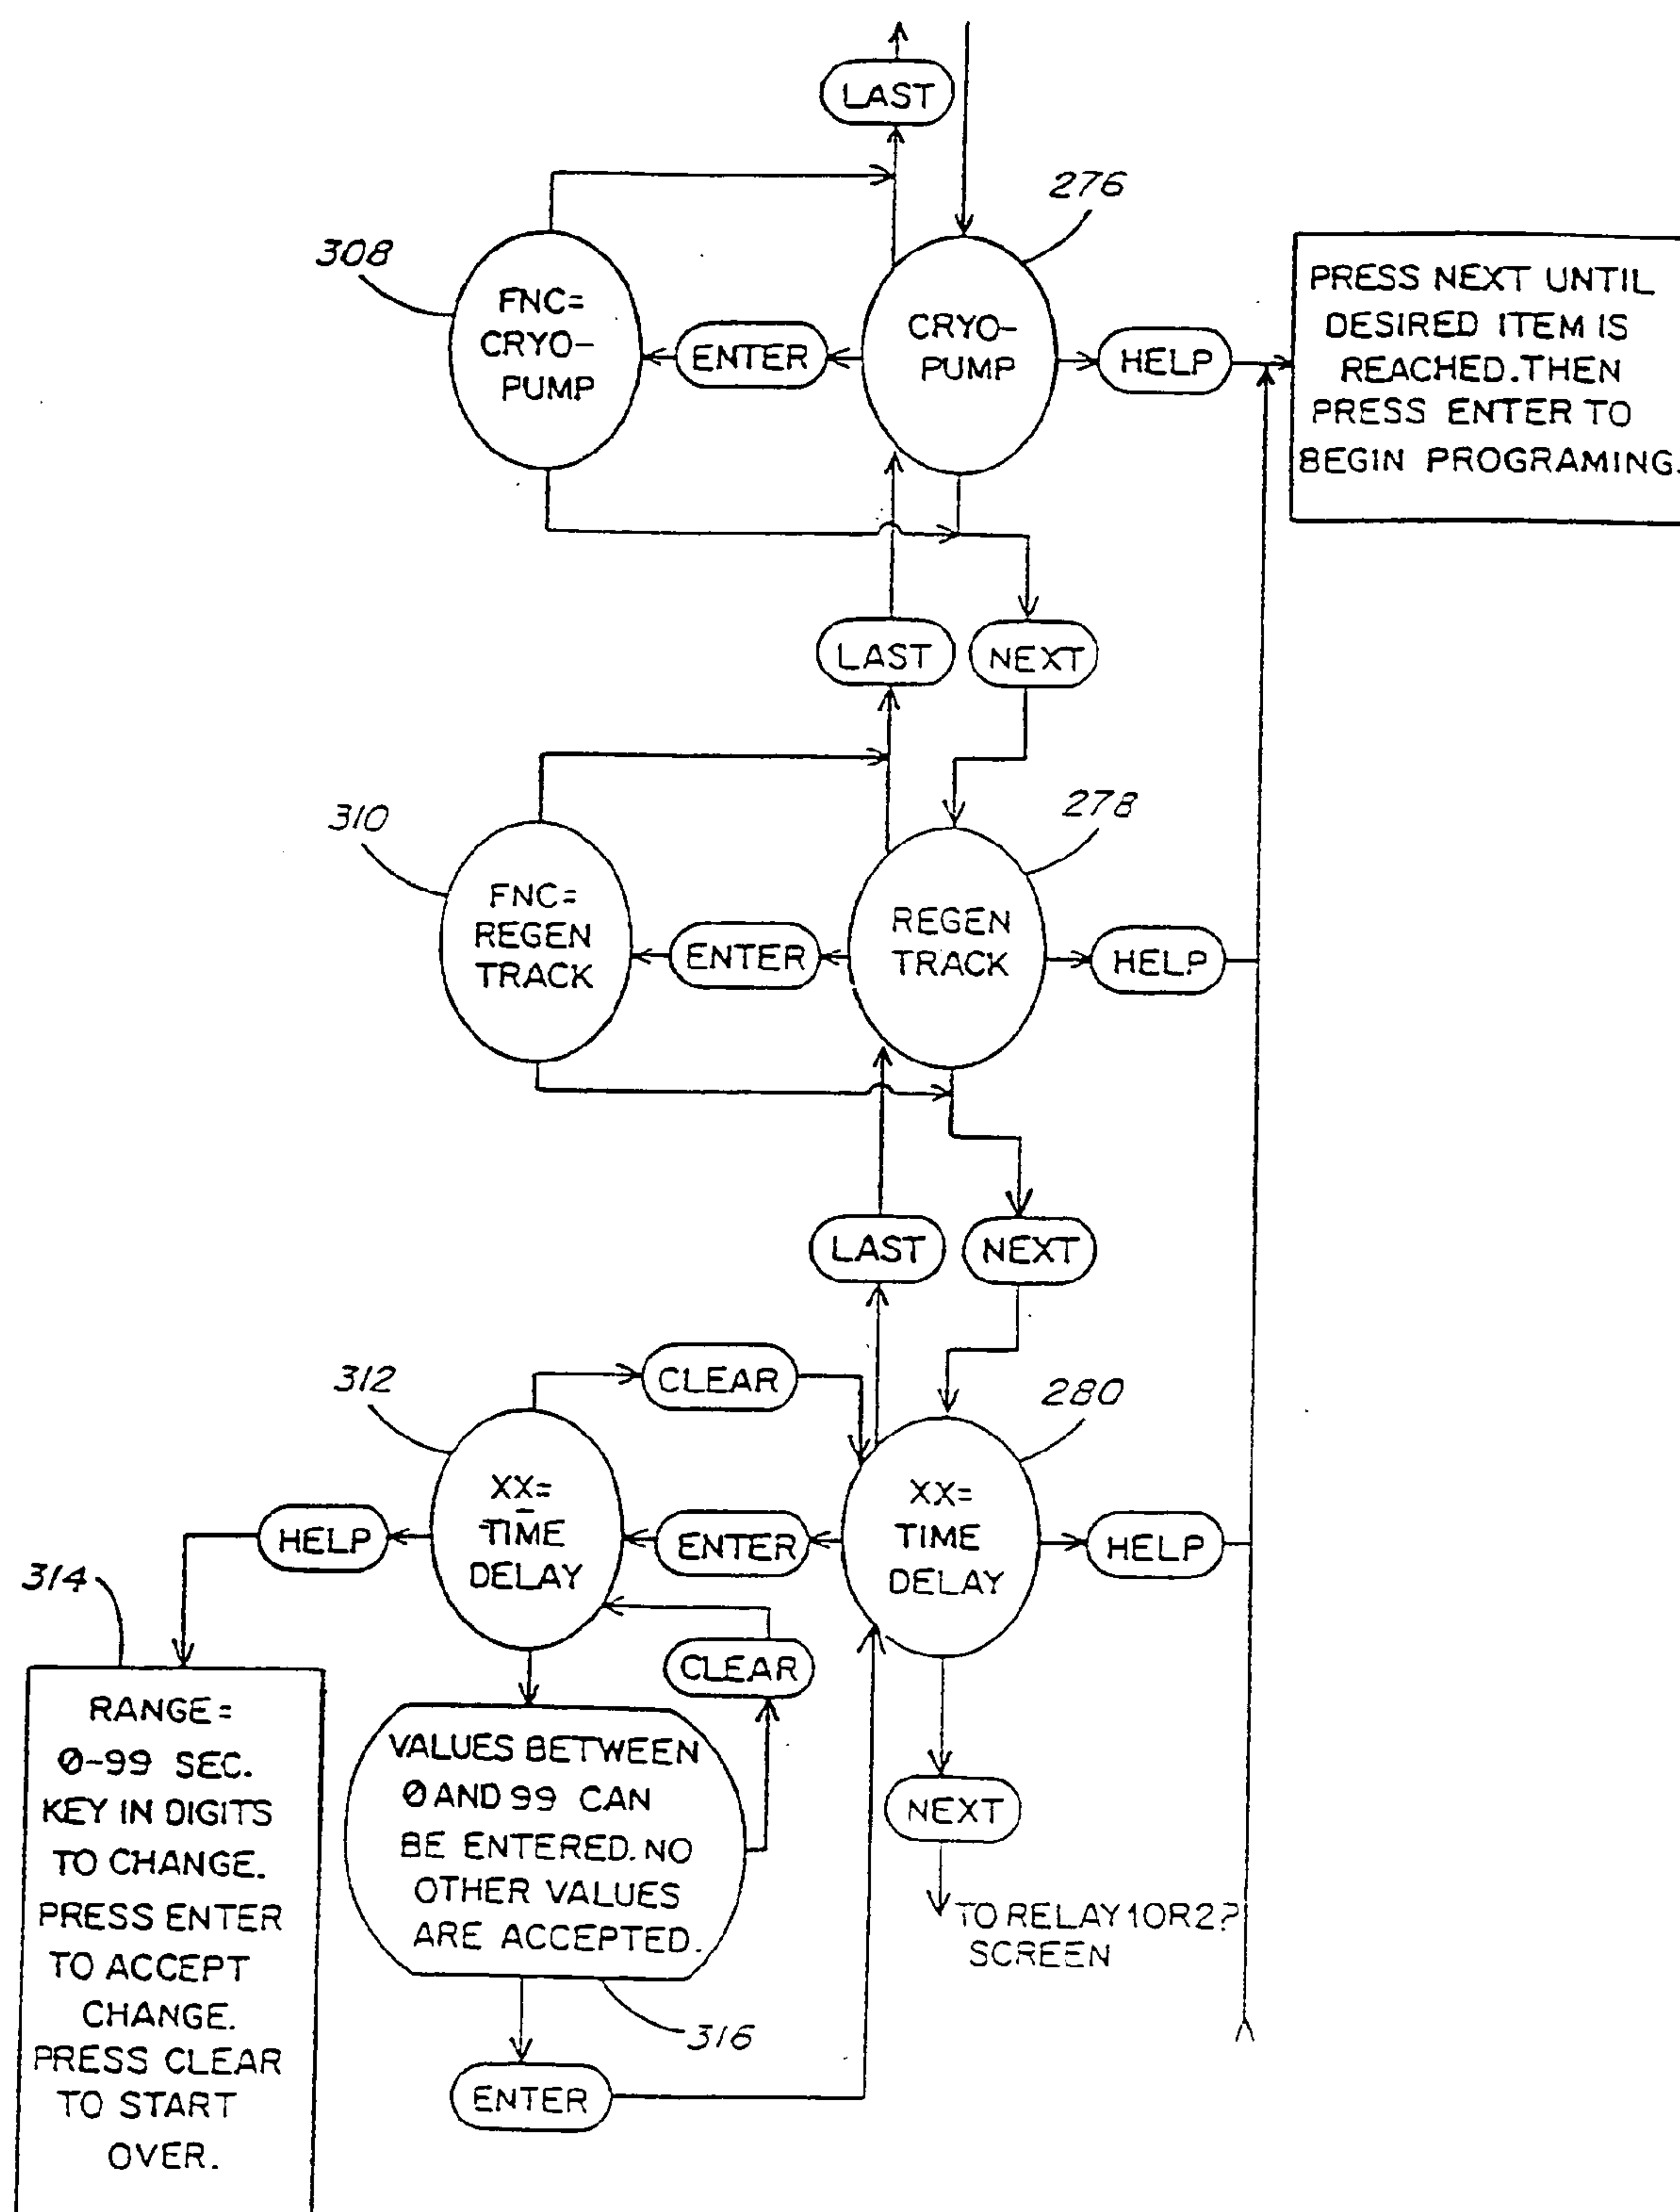 LAST
276
308
FNC=
CRYO-
PUMP
ENTER
CRYO-
PUMP
HELP
PRESS NEXT UNTIL
DESIRED ITEM IS
REACHED. THEN
PRESS ENTER TO
BEGIN PROGRAMING.
LAST
NEXT
310
278
FNC=
REGEN
TRACK
ENTER
REGEN
TRACK
HELP
LAST
NEXT
312
CLEAR
280
HELP
XX=
TIME
DELAY
ENTER
XX=
TIME
DELAY
HELP
314
CLEAR
RANGE=
0-99 SEC.
KEY IN DIGITS
TO CHANGE.
PRESS ENTER
TO ACCEPT
CHANGE.
PRESS CLEAR
TO START
OVER.
VALUES BETWEEN
0 AND 99 CAN
BE ENTERED. NO
OTHER VALUES
ARE ACCEPTED.
316
ENTER
NEXT
TO RELAY 1 OR 2?
SCREEN